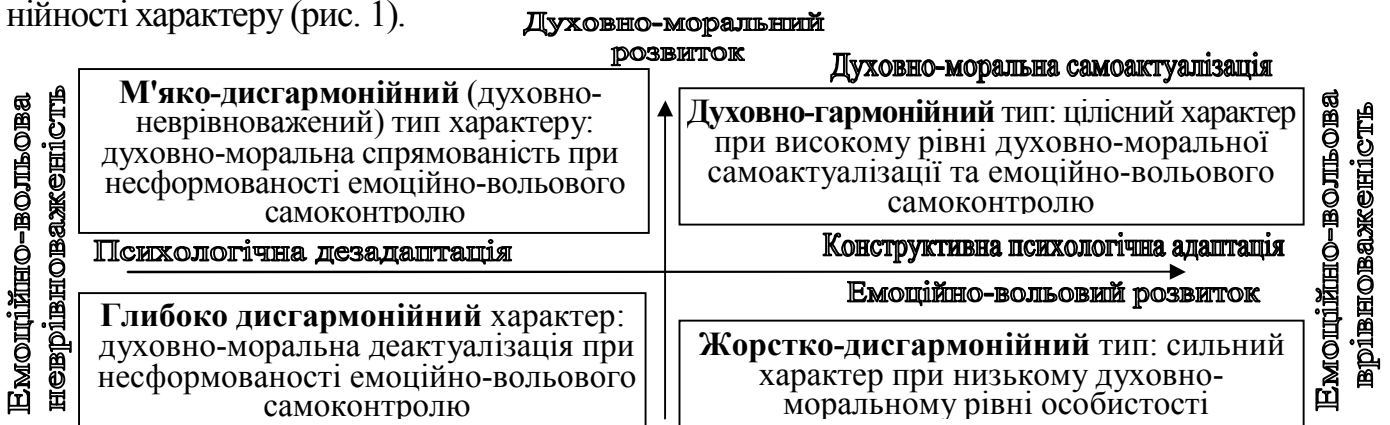 нійності характеру (рис. 1).
Духовно-моральний
розвиток
Духовно-моральна самоактуалізація
Емоційно-вольова
неврівноваженість
М'яко-дисгармонійний (духовно-
неврівноважений) тип характеру:
духовно-моральна спрямованість при
несформованості емоційно-вольового
самоконтролю
Духовно-гармонійний тип: цілісний характер
при високому рівні духовно-моральної
самоактуалізації та емоційно-вольового
самоконтролю
Емоційно-вольова
врівноваженість
Психологічна дезадаптація
Конструктивна психологічна адаптація
Емоційно-вольовий розвиток
Глибоко дисгармонійний характер:
духовно-моральна деактуалізація при
несформованості емоційно-вольового
самоконтролю
Жорстко-дисгармонійний тип: сильний
характер при низькому духовно-
моральному рівні особистості